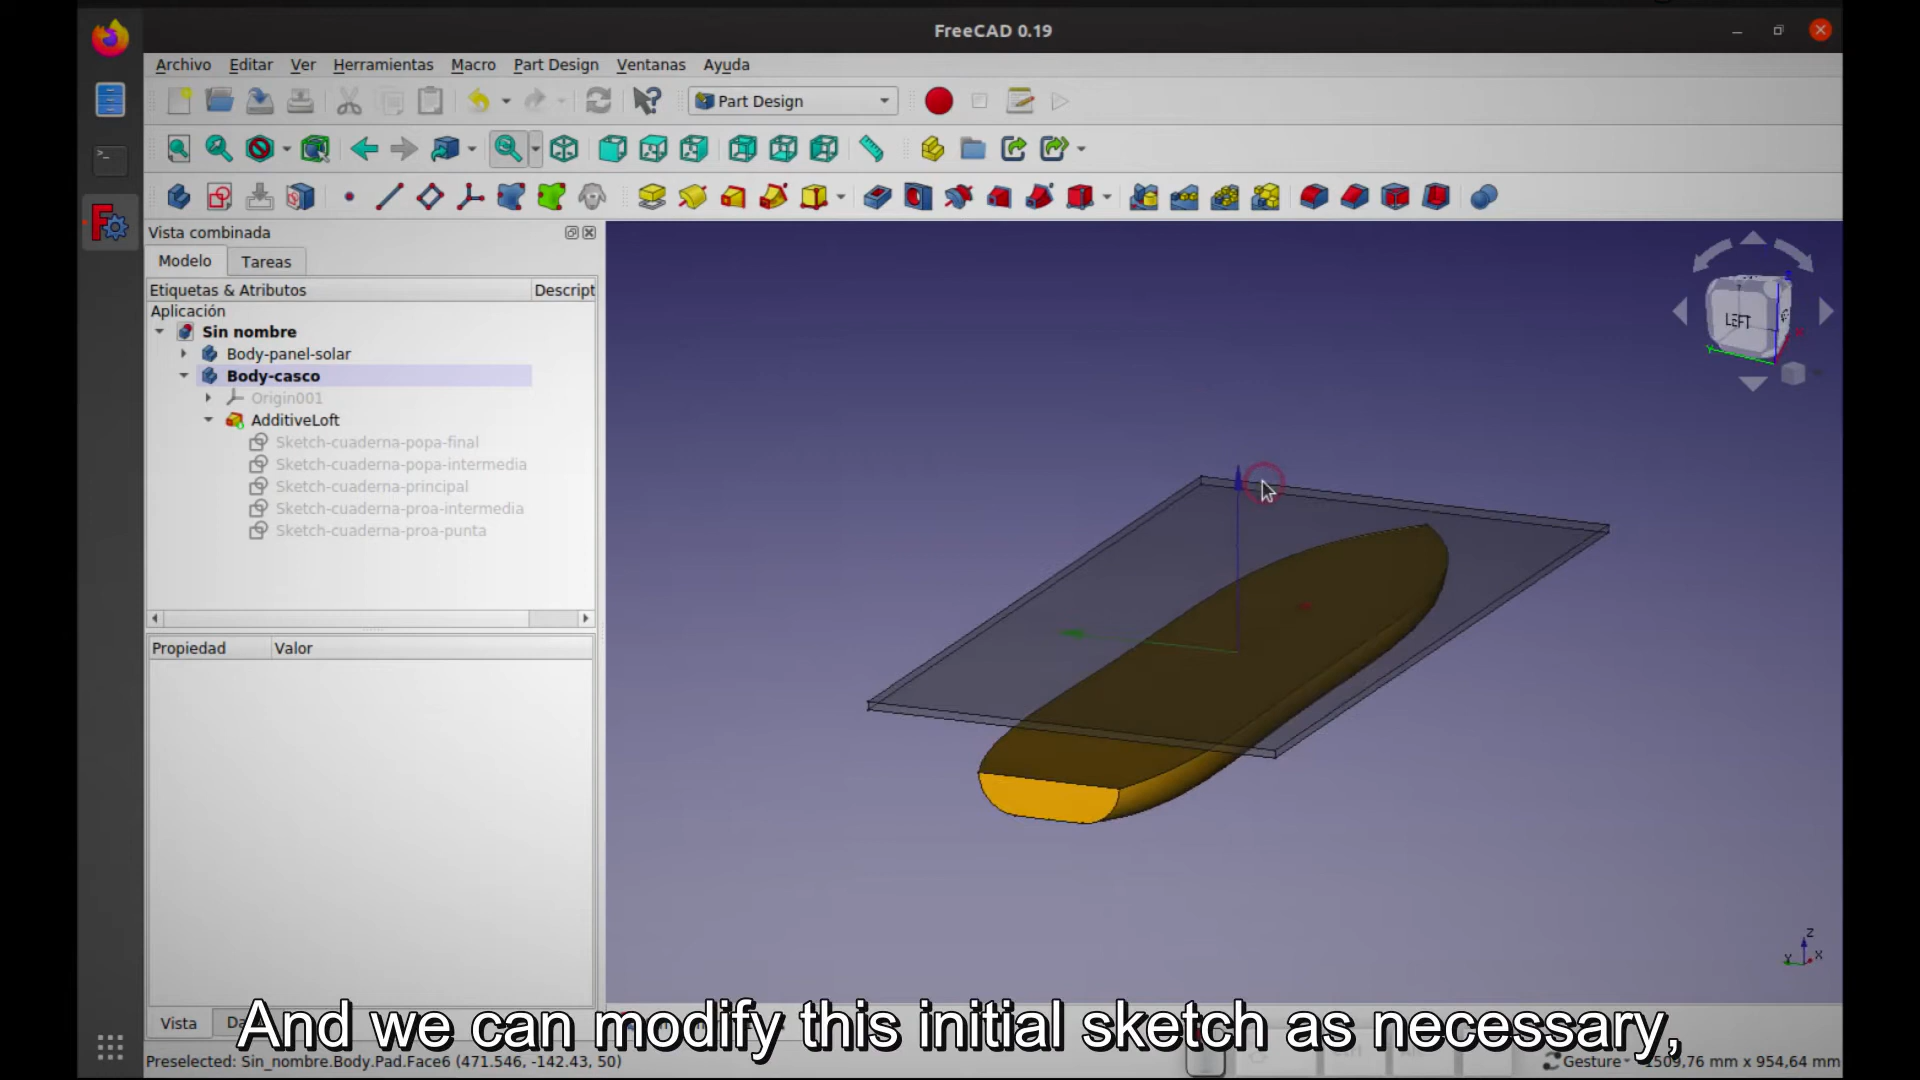 FreeCAD 0.19
Archivo Editar Ver Herramientas Macro Part Design Ventanas Ayuda
Part Design
Vista combinada
Modelo Tareas
Etiquetas & Atributos Descript
Aplicación
Sin nombre
Body-panel-solar
Body-casco
Origin001
AdditiveLoft
Sketch-cuaderna-popa-final
Sketch-cuaderna-popa-intermedia
Sketch-cuaderna-principal
Sketch-cuaderna-proa-intermedia
Sketch-cuaderna-proa-punta
LEFT
Z
Y
Propiedad Valor
Z
Y X
Vista
And we can modify this initial sketch as necessary,
Preselected: Sin_nombre.Body.Pad.Face6 (471.546, -142.43, 50)
Gesture 1509,76 mm x 954,64 mm